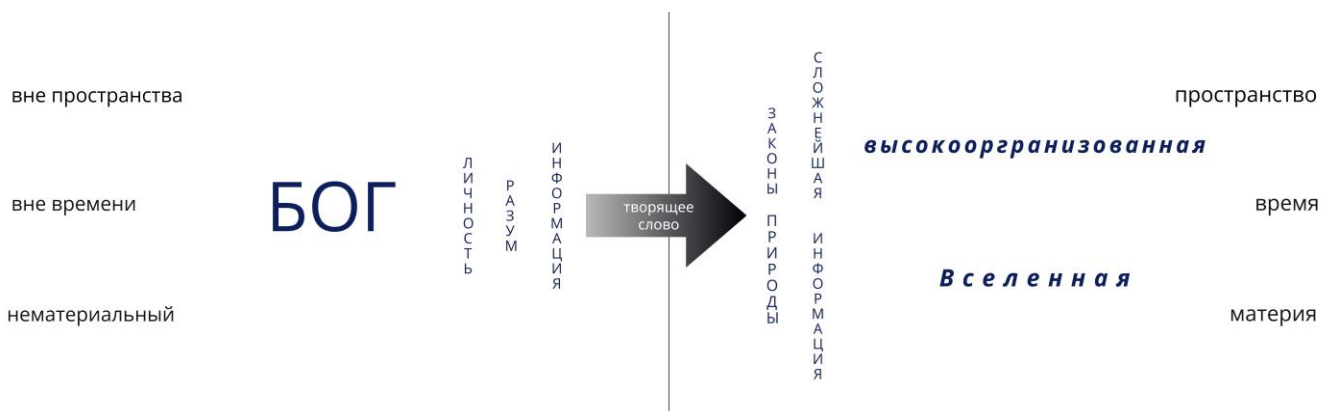 вне пространства
вне времени
нематериальный
БОГ
ЛИЧНОСТЬ
РАЗУМ
ИНФОРМАЦИЯ
творящее
слово
ЗАКОНЫ ПРИРОДЫ
СЛОЖНЕЙШАЯ ИНФОРМАЦИЯ
высокооргранизованная
Вселенная
пространство
время
материя